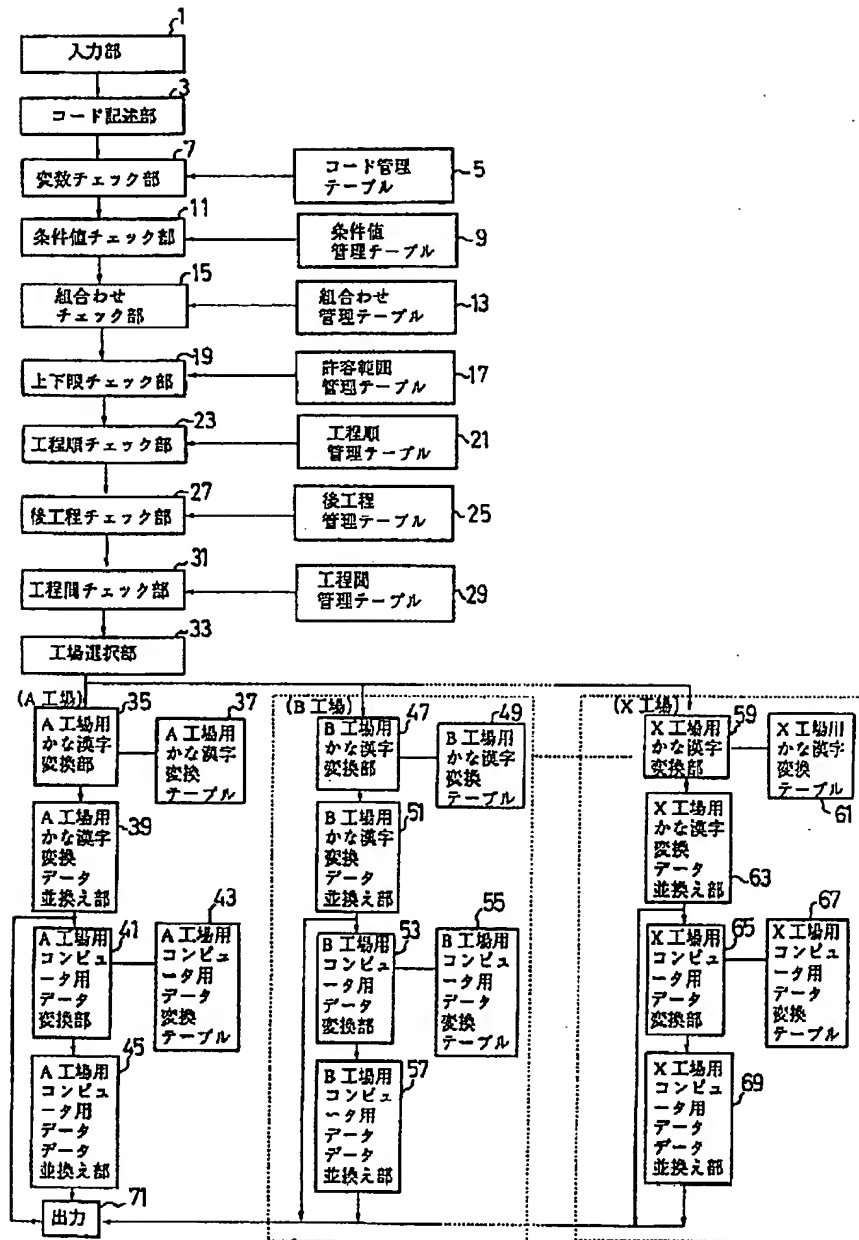 1
入力部
3
コード記述部
7
変数チェック部
コード管理
テーブル
5
11
条件値チェック部
条件値
管理テーブル
9
15
組合わせ
チェック部
組合わせ
管理テーブル
13
19
上下限チェック部
許容範囲
管理テーブル
17
23
工程順チェック部
工程順
管理テーブル
21
27
後工程チェック部
後工程
管理テーブル
25
31
工程間チェック部
工程間
管理テーブル
29
33
工場選択部
(A工場)
35
A工場用
かな漢字
変換部
37
A工場用
かな漢字
変換
テーブル
39
A工場用
かな漢字
変換
データ
並換え部
41
A工場用
コンピュ
ータ用
データ
変換部
43
A工場用
コンピュ
ータ用
データ
変換
テーブル
45
A工場用
コンピュ
ータ用
データ
データ
並換え部
71
出力
(B工場)
47
B工場用
かな漢字
変換部
49
B工場用
かな漢字
変換
テーブル
51
B工場用
かな漢字
変換
データ
並換え部
53
B工場用
コンピュ
ータ用
データ
変換部
55
B工場用
コンピュ
ータ用
データ
変換
テーブル
57
B工場用
コンピュ
ータ用
データ
データ
並換え部
(X工場)
59
X工場用
かな漢字
変換部
X工場用
かな漢字
変換
テーブル
61
X工場用
かな漢字
変換
データ
並換え部
63
65
X工場用
コンピュ
ータ用
データ
変換部
67
X工場用
コンピュ
ータ用
データ
変換
テーブル
X工場用
コンピュ
ータ用
データ
データ
並換え部
69